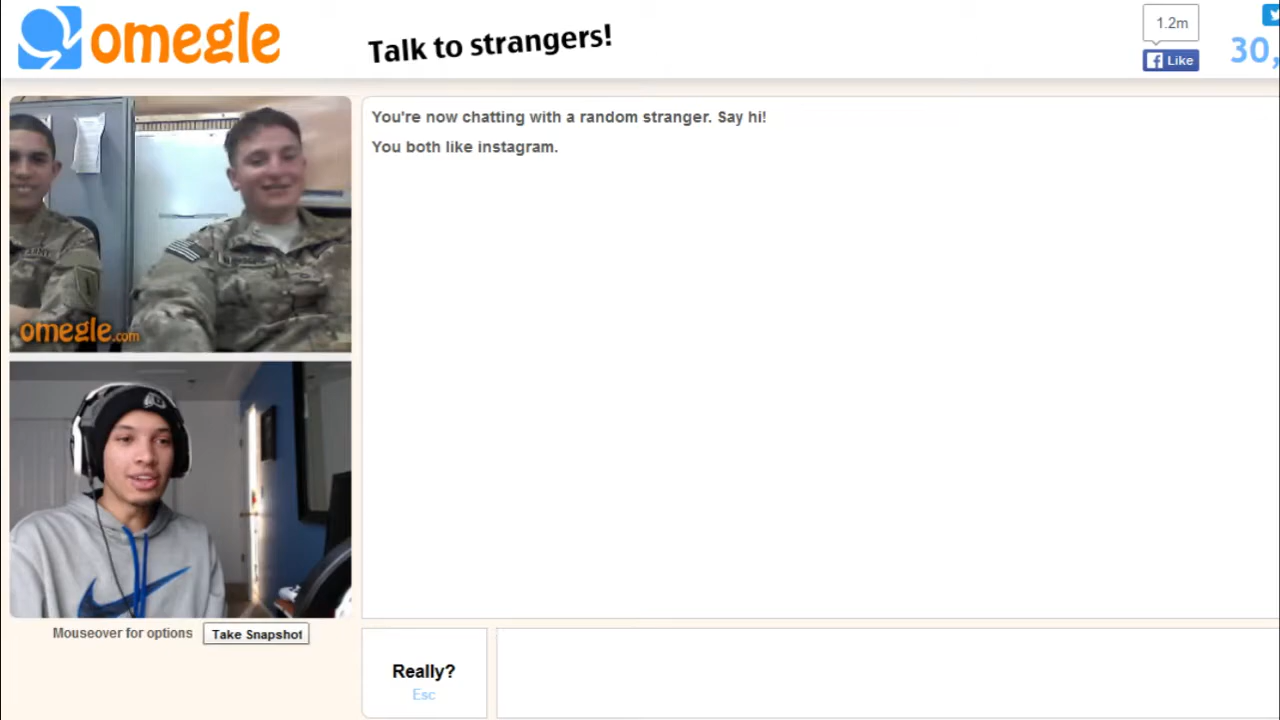 omegle
Talk to strangers!
1.2m
Like
30,
You're now chatting with a random stranger. Say hi!
You both like instagram.
ARMY
omegle.com
Mouseover for options
Take Snapshot
Really?
Esc